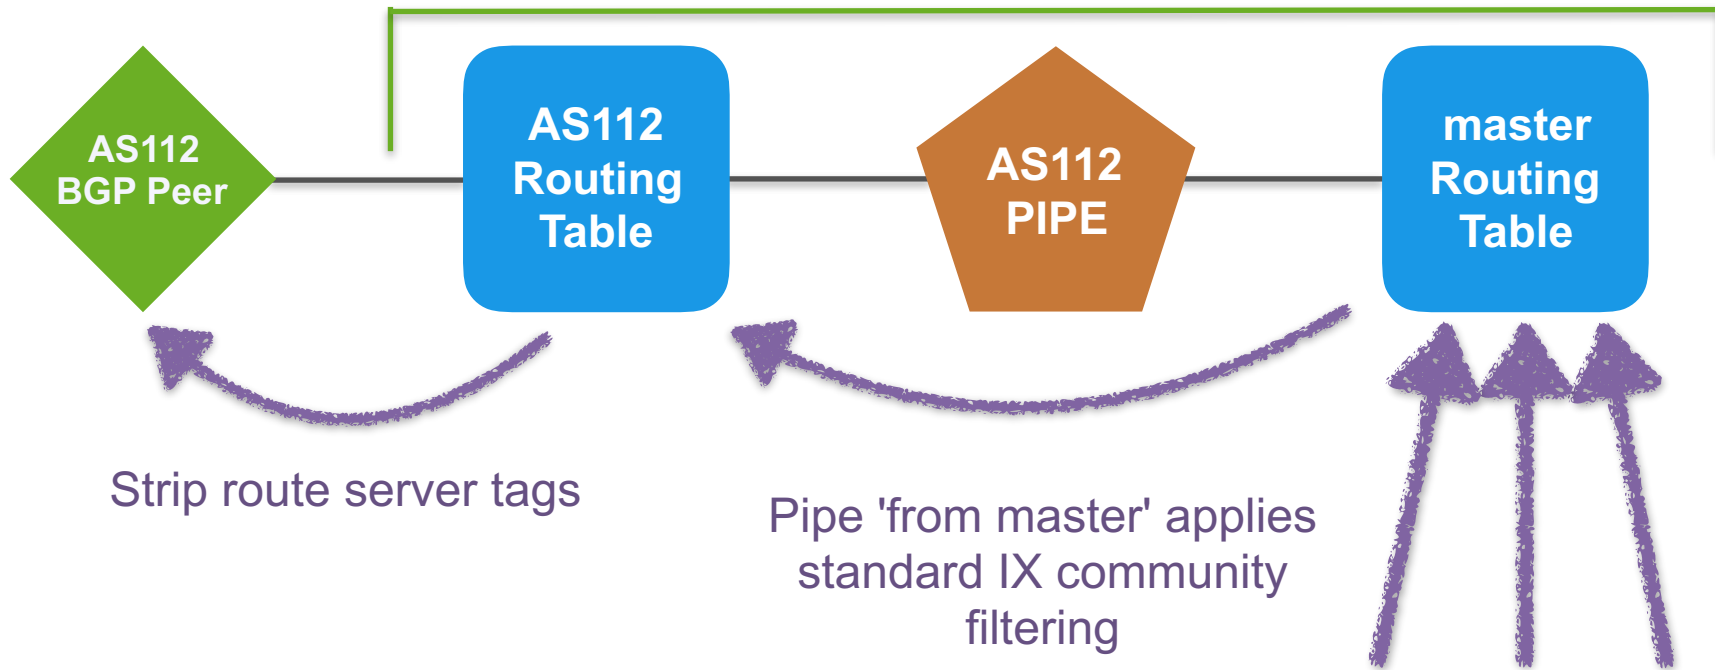 AS112
BGP Peer
AS112
Routing
Table
AS112
PIPE
master
Routing
Table
Strip route server tags
Pipe 'from master' applies
standard IX community
filtering